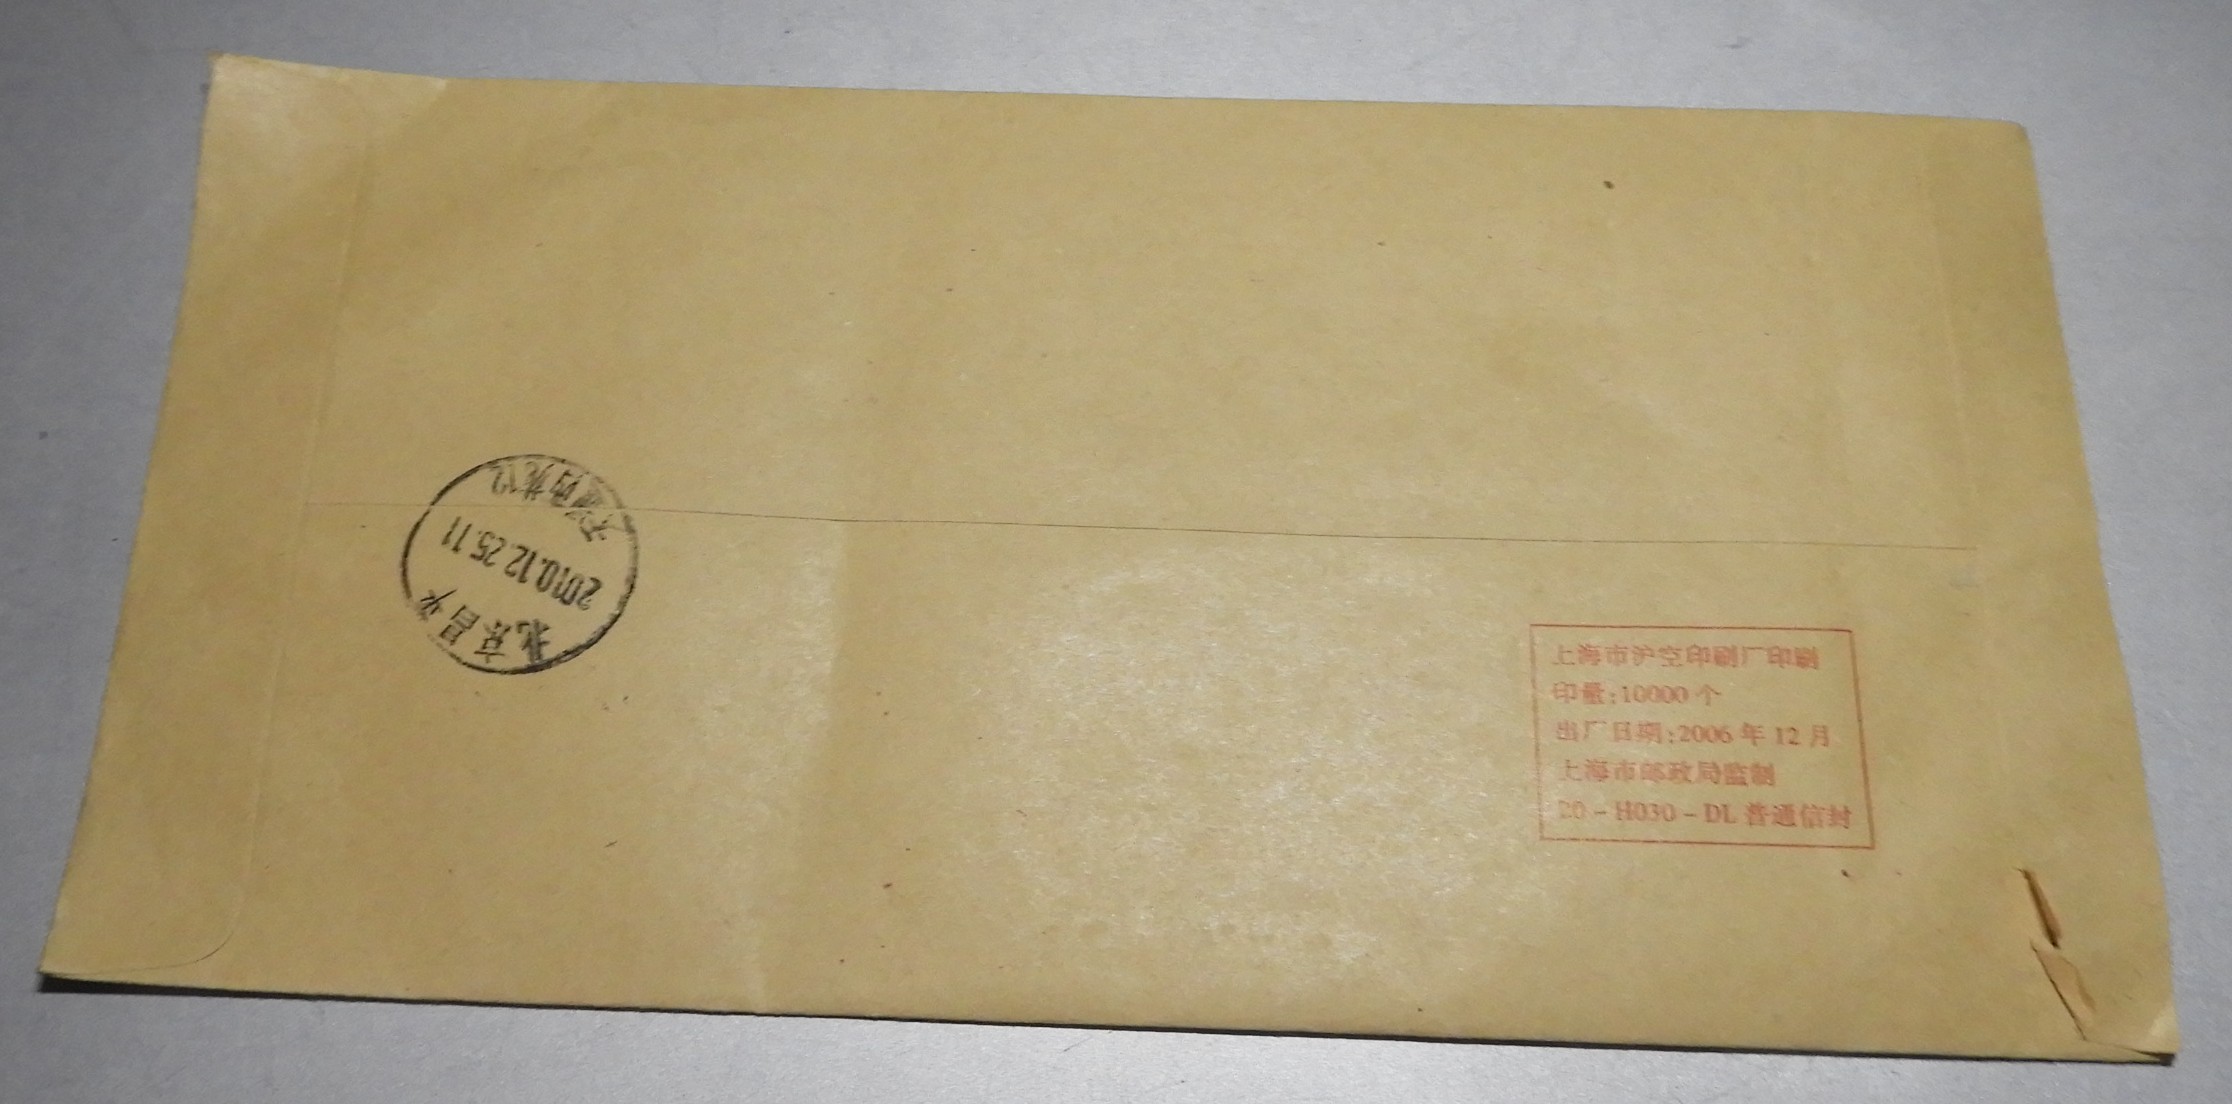 北京昌平
2010.12.25.11
上海市沪空印刷厂印刷
印量:10000个
出厂日期:2006年12月
上海市邮政局监制
20-H030-DL 普通信封